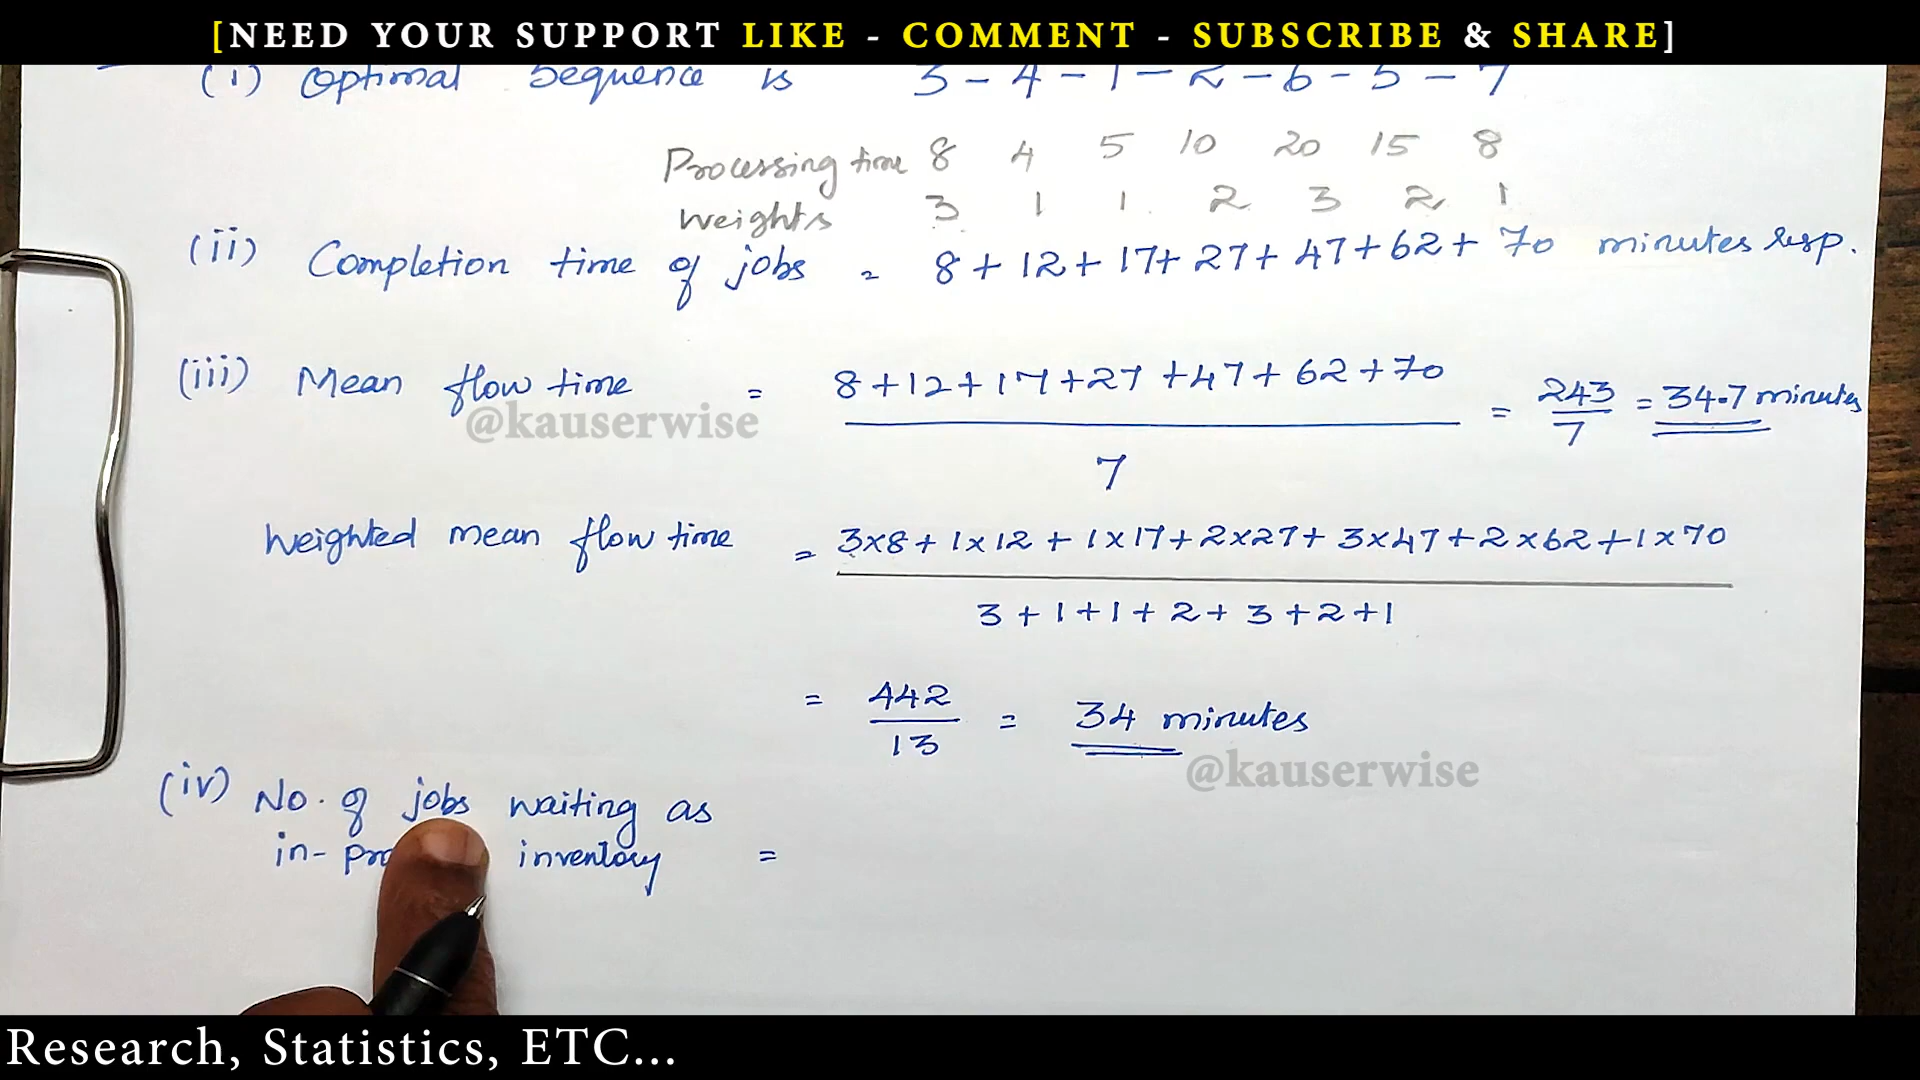 [NEED YOUR SUPPORT LIKE - COMMENT - SUBSCRIBE & SHARE]
(i) Optimal Sequence is 3 - 4 - 1 - 2 - 6 - 5 - 7
Processing time 8 4 5 10 20 15 8
Weights 3 1 1 2 3 2 1
(ii) Completion time of jobs = 8 + 12 + 17 + 27 + 47 + 62 + 70 minutes resp.
(iii) Mean flow time = 8 + 12 + 17 + 27 + 47 + 62 + 70 / 7 = 243 / 7 = 34.7 minutes
@kauserwise
Weighted mean flow time = 3x8 + 1x12 + 1x17 + 2x27 + 3x47 + 2x62 + 1x70
3 + 1 + 1 + 2 + 3 + 2 + 1
= 442 / 13 = 34 minutes
@kauserwise
(iv) No. of jobs waiting as
in- inventory =
Research, Statistics, ETC...